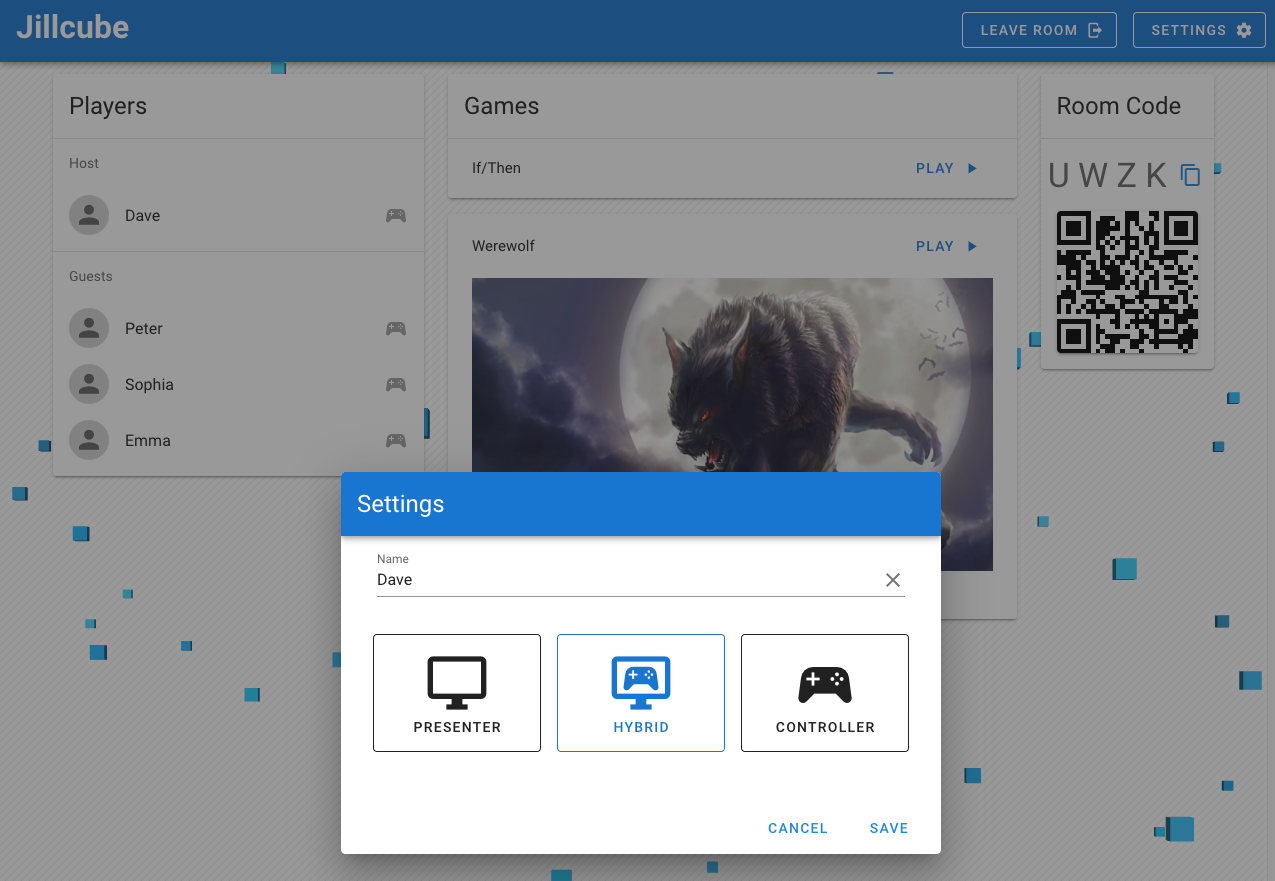 Jillcube
LEAVE ROOM
SETTINGS
Players
Host
Dave
Guests
Peter
Sophia
Emma
Games
If/Then
PLAY
Werewolf
PLAY
Room Code
U W Z K
Settings
Name
Dave
PRESENTER
HYBRID
CONTROLLER
CANCEL
SAVE